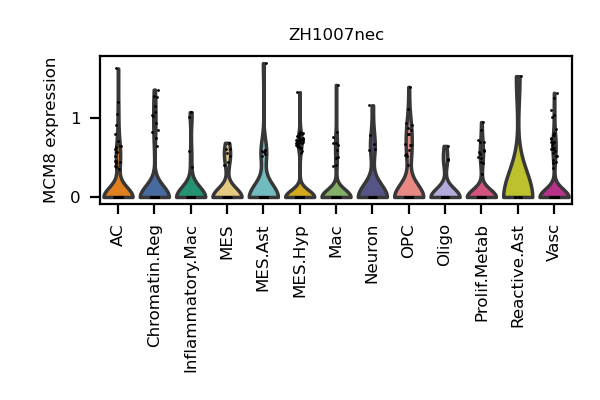 ZH1007nec
MCM8 expression
1
0
AC
Chromatin.Reg
Inflammatory.Mac
MES
MES.Ast
MES.Hyp
Mac
Neuron
OPC
Oligo
Prolif.Metab
Reactive.Ast
Vasc